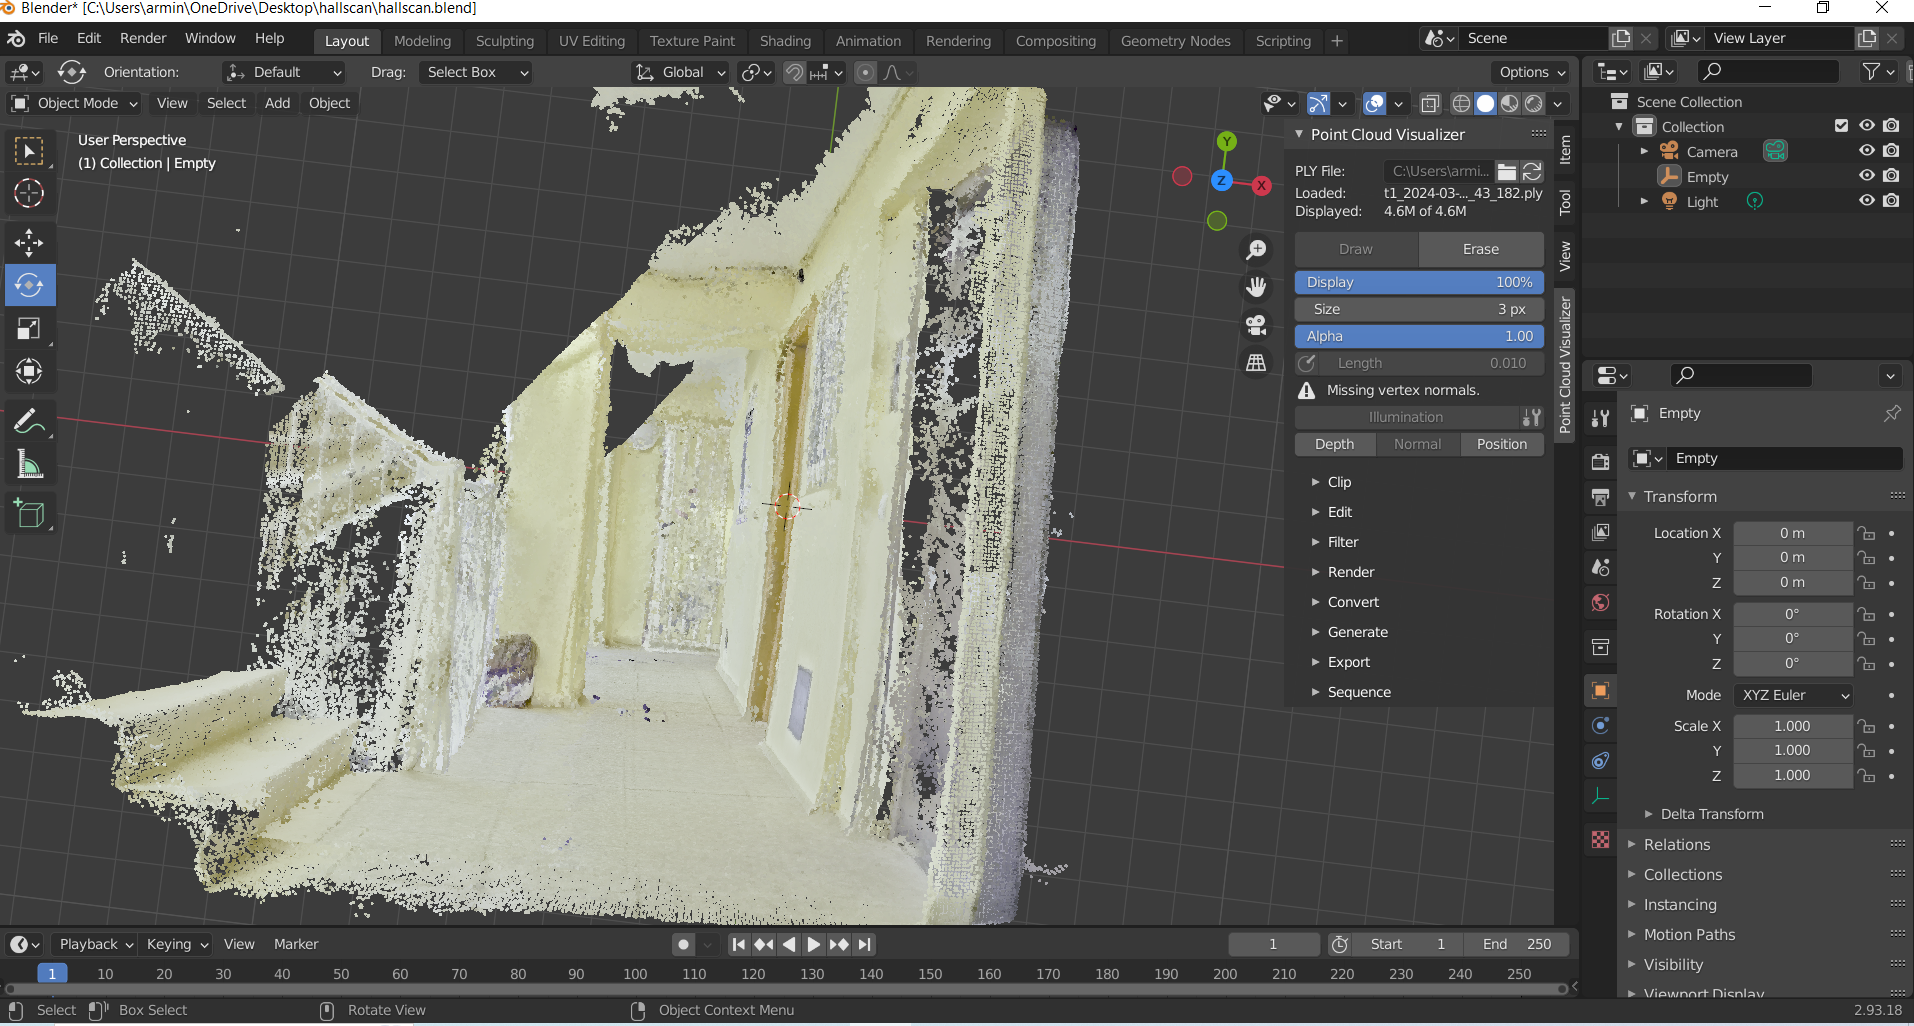 Blender* [C:\Users\armin\OneDrive\Desktop\hallscan\hallscan.blend]
File Edit Render Window Help Layout Modeling Sculpting UV Editing Texture Paint Shading Animation Rendering Compositing Geometry Nodes Scripting + Scene View Layer
Orientation: Default Drag: Select Box Global Options
Object Mode View Select Add Object
User Perspective
(1) Collection | Empty
Y
Z
X
Point Cloud Visualizer
PLY File: C:\Users\armi...
Loaded: t1_2024-03-..._43_182.ply
Displayed: 4.6M of 4.6M
Draw Erase
Display 100%
Size 3 px
Alpha 1.00
Length 0.010
Missing vertex normals.
Illumination
Depth Normal Position
Clip
Edit
Filter
Render
Convert
Generate
Export
Sequence
Item
Tool
View
Point Cloud Visualizer
Scene Collection
Collection
Camera
Empty
Light
Empty
Empty
Transform
Location X 0 m
Y 0 m
Z 0 m
Rotation X 0°
Y 0°
Z 0°
Mode XYZ Euler
Scale X 1.000
Y 1.000
Z 1.000
Delta Transform
Relations
Collections
Instancing
Motion Paths
Visibility
Viewport Display
Playback Keying View Marker 1 Start 1 End 250
1 10 20 30 40 50 60 70 80 90 100 110 120 130 140 150 160 170 180 190 200 210 220 230 240 250
Select Box Select Rotate View Object Context Menu 2.93.18